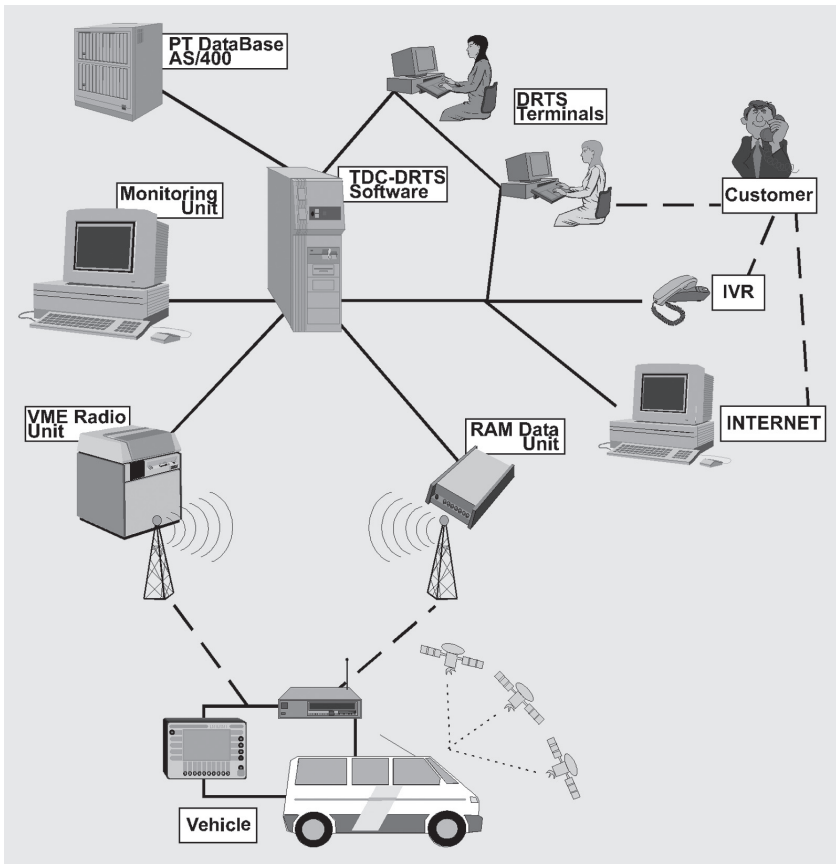 PT DataBase
AS/400
DRTS
Terminals
TDC-DRTS
Software
Monitoring
Unit
Customer
IVR
VME Radio
Unit
RAM Data
Unit
INTERNET
Vehicle